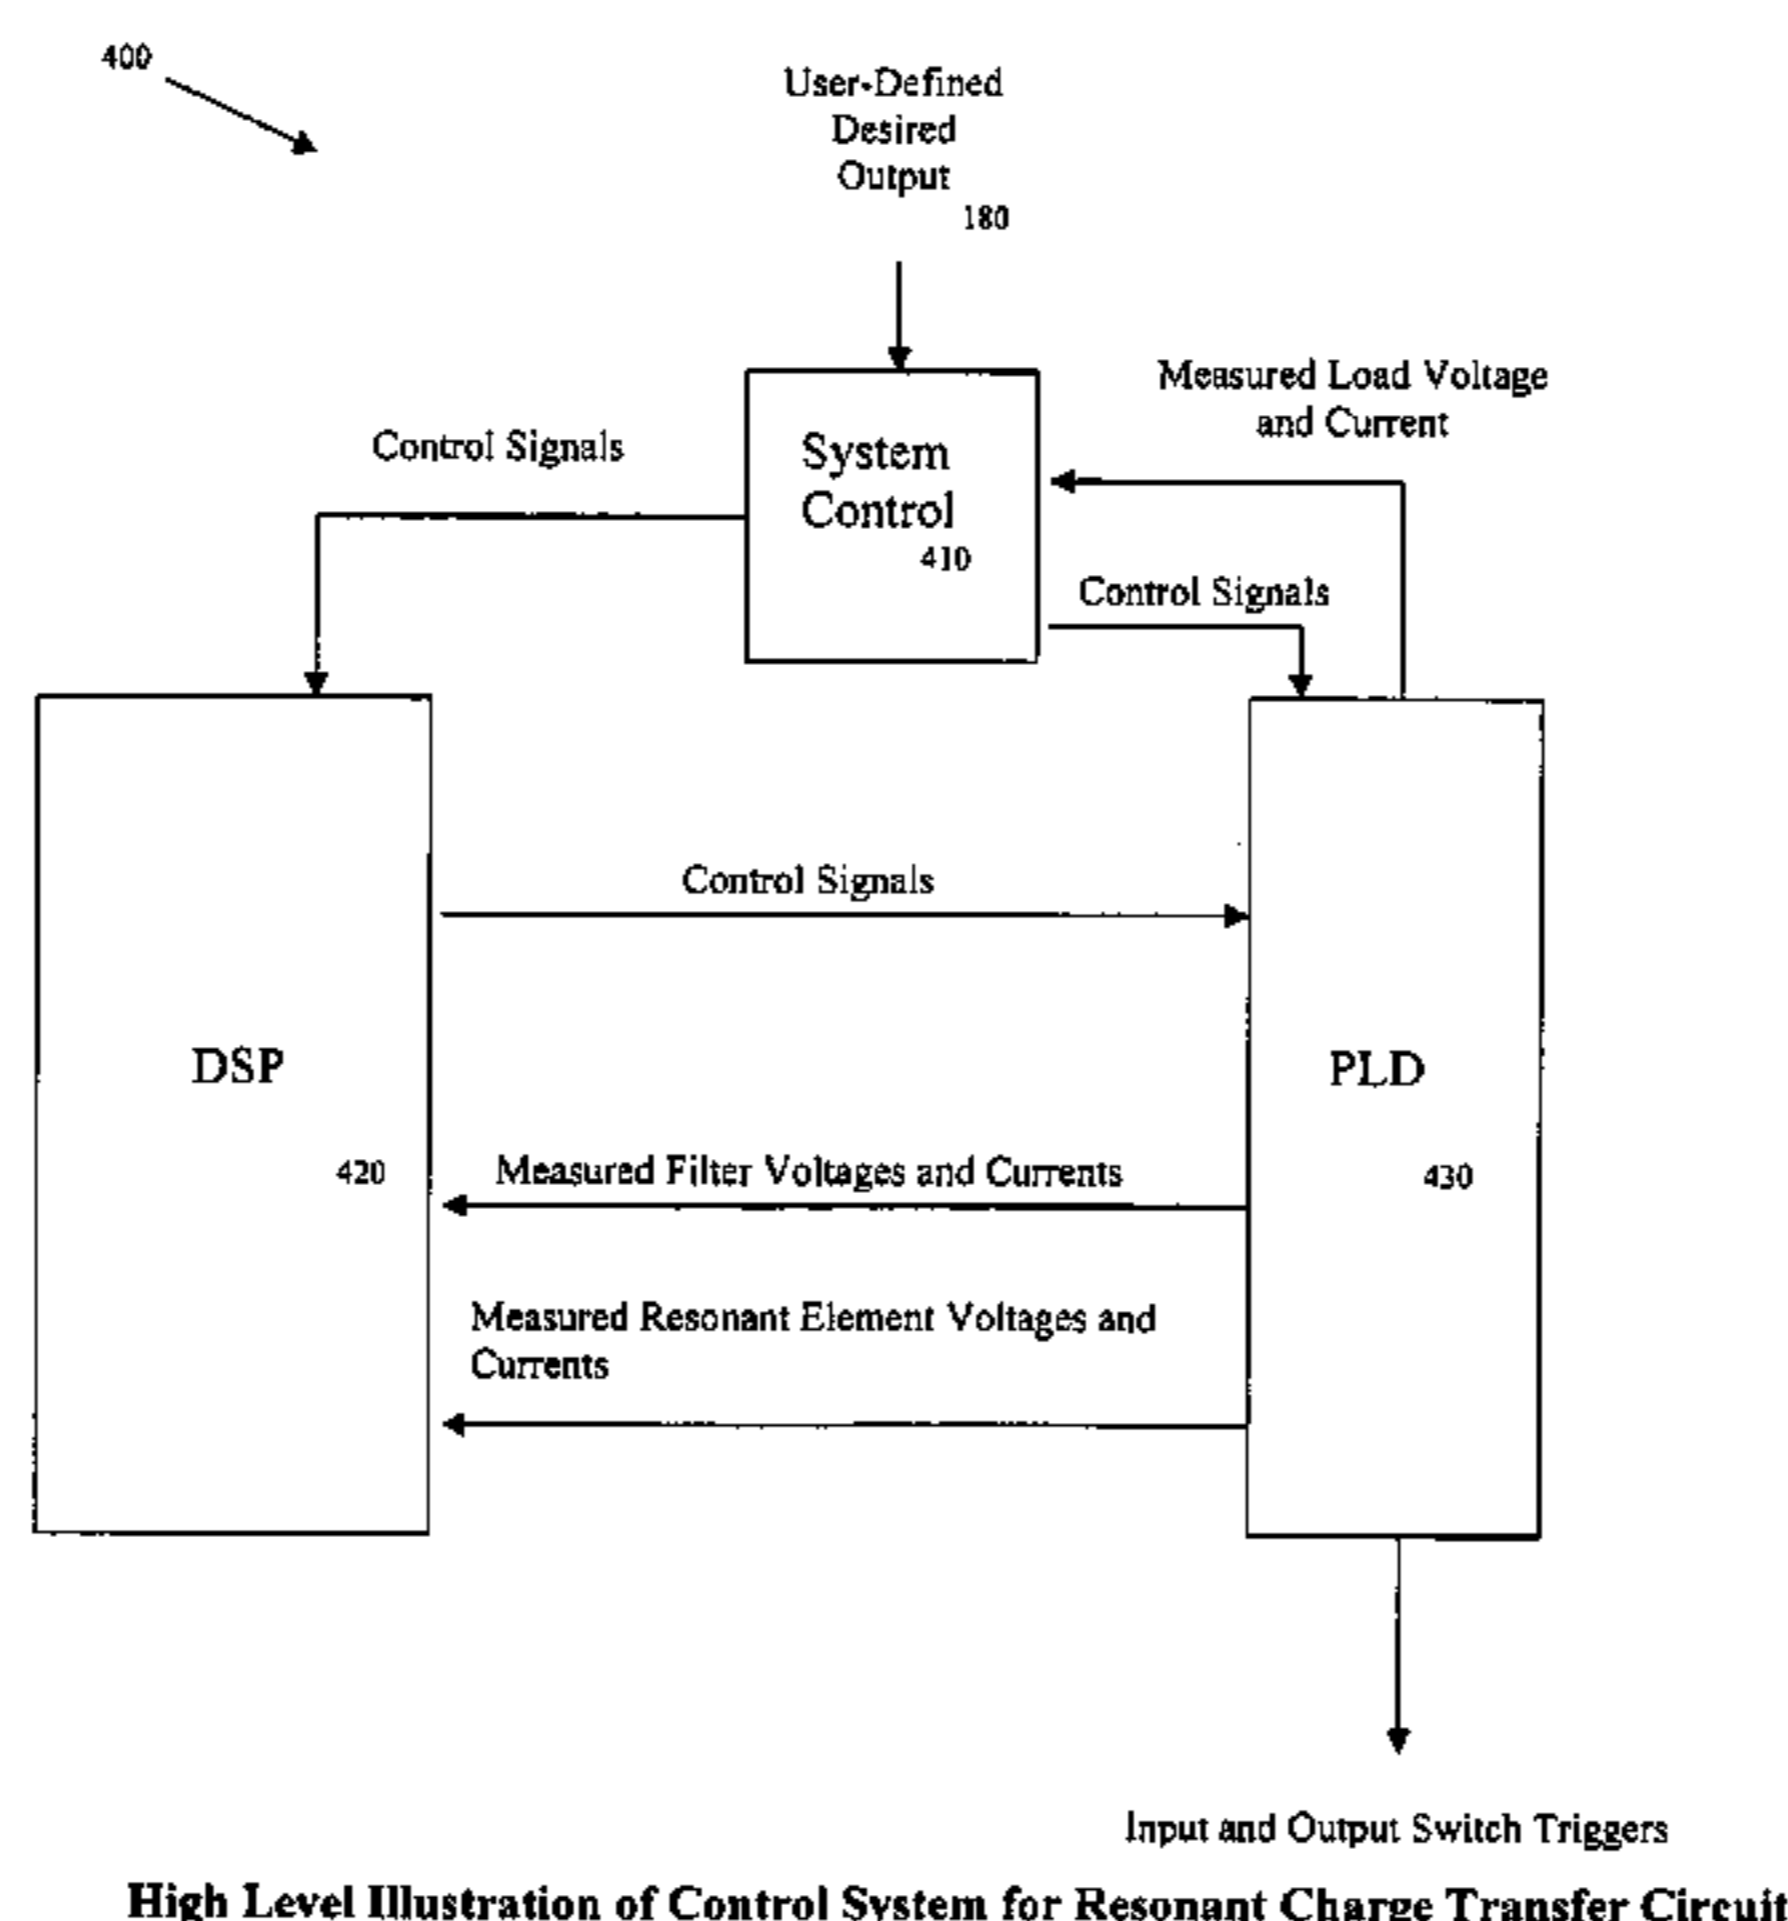 400
User-Defined
Desired
Output
180
Measured Load Voltage
and Current
Control Signals
System
Control
410
Control Signals
Control Signals
DSP
PLD
420
Measured Filter Voltages and Currents
430
Measured Resonant Element Voltages and
Currents
Input and Output Switch Triggers
High Level Illustration of Control System for Resonant Charge Transfer Circuit